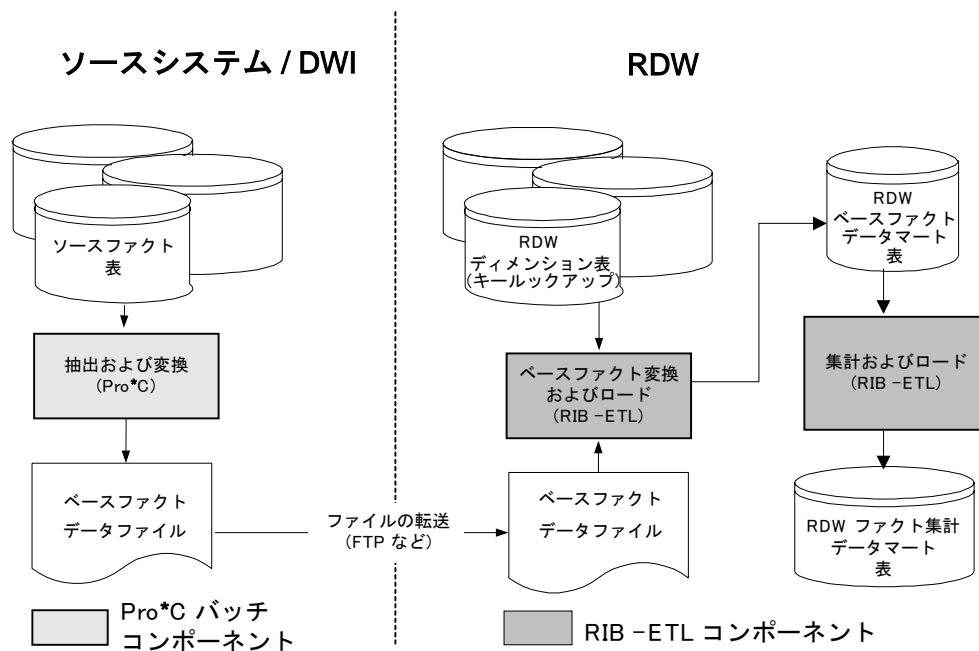 ソースシステム / DWI
RDW
ソースファクト
表
抽出および変換
(Pro*C)
ベースファクト
データファイル
ファイルの転送
(FTP など)
RDW
ディメンション表
(キールックアップ)
ベースファクト変換
およびロード
(RIB -ETL)
ベースファクト
データファイル
RDW
ベースファクト
データマート
表
集計およびロード
(RIB -ETL)
RDW ファクト集計
データマート
表
Pro*C バッチ
コンポーネント
RIB -ETL コンポーネント